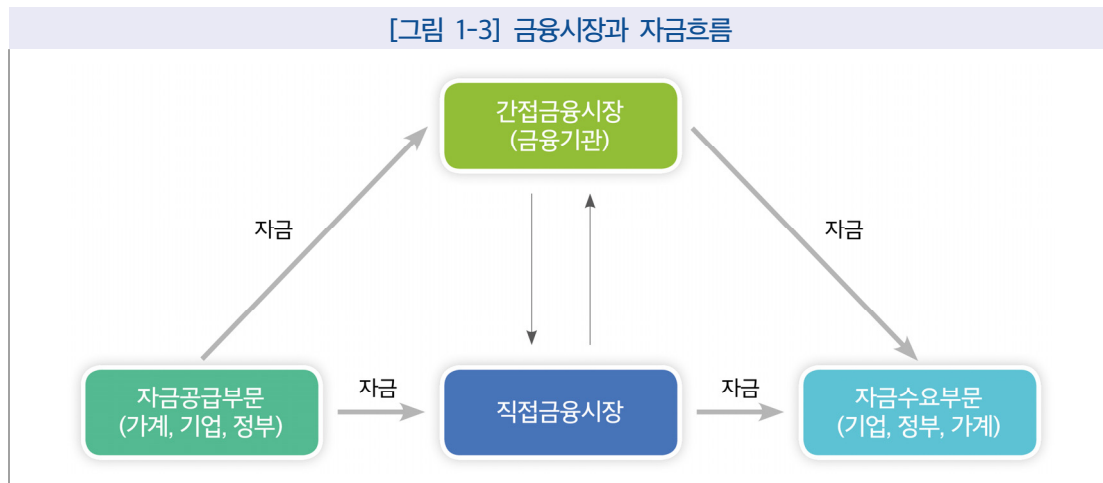 [그림 1-3] 금융시장과 자금흐름
간접금융시장
(금융기관)
자금
자금
자금공급부문
(가계, 기업, 정부)
자금
직접금융시장
자금
자금수요부문
(기업, 정부, 가계)